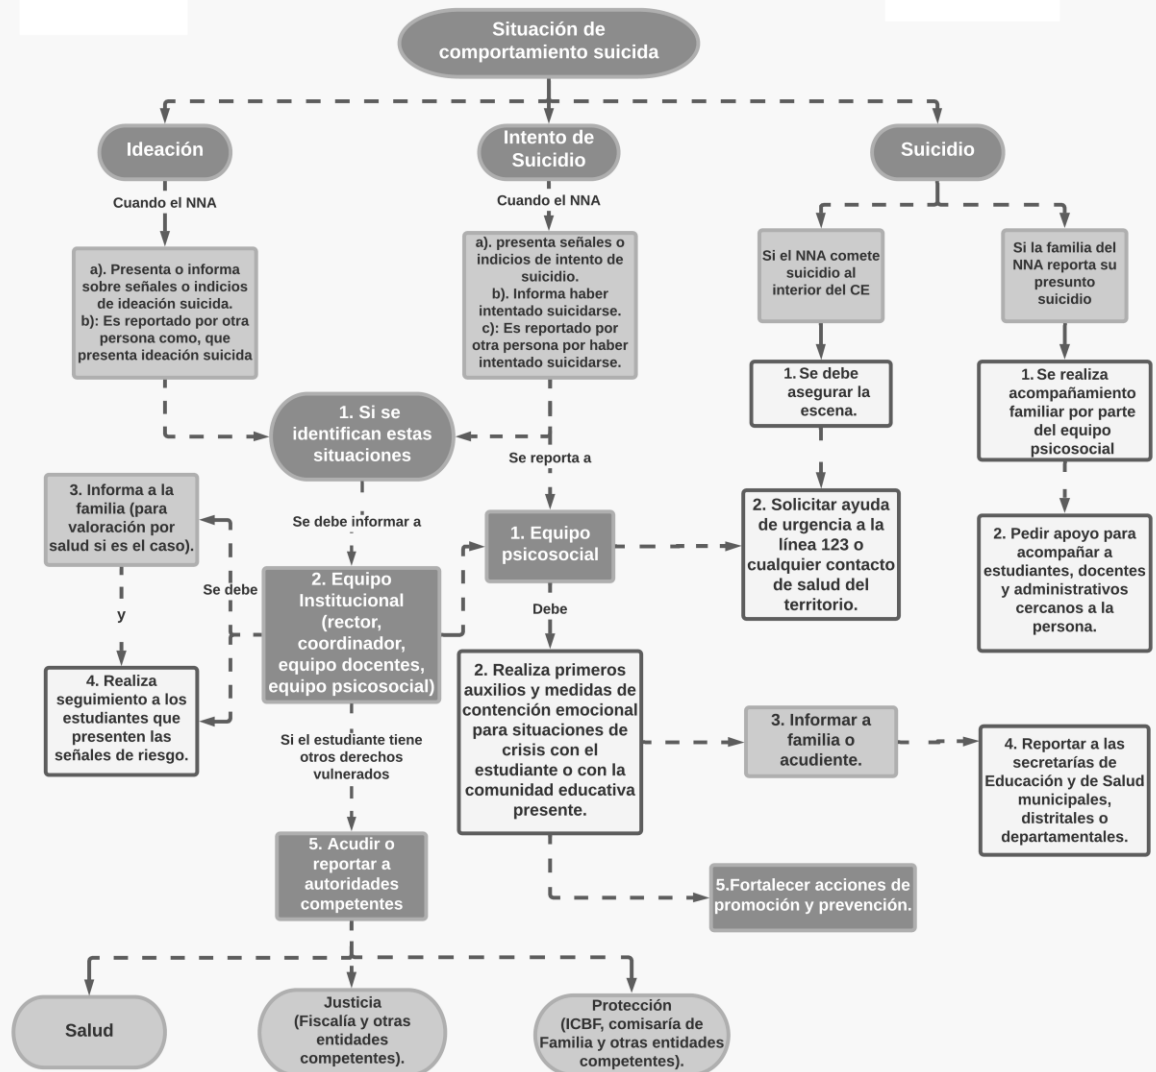 Situación de
comportamiento suicida
Ideación
Intento de
Suicidio
Suicidio
Cuando el NNA
Cuando el NNA
a). Presenta o informa
sobre señales o indicios
de ideación suicida.
b): Es reportado por otra
persona como, que
presenta ideación suicida
a). presenta señales o
indicios de intento de
suicidio.
b). Informa haber
intentado suicidarse.
c): Es reportado por
otra persona por haber
intentado suicidarse.
Si el NNA comete
suicidio al
interior del CE
Si la familia del
NNA reporta su
presunto
suicidio
1. Se debe
asegurar la
escena.
1. Se realiza
acompañamiento
familiar por parte
del equipo
psicosocial
1. Si se
identifican estas
situaciones
Se reporta a
3. Informa a la
familia (para
valoración por
salud si es el caso).
Se debe informar a
1. Equipo
psicosocial
2. Solicitar ayuda
de urgencia a la
línea 123 o
cualquier contacto
de salud del
territorio.
2. Pedir apoyo para
acompañar a
estudiantes, docentes
y administrativos
cercanos a la
persona.
Se debe
y
2. Equipo
Institucional
(rector,
coordinador,
equipo docentes,
equipo psicosocial)
Debe
4. Realiza
seguimiento a los
estudiantes que
presenten las
señales de riesgo.
2. Realiza primeros
auxilios y medidas de
contención emocional
para situaciones de
crisis con el
estudiante o con la
comunidad educativa
presente.
3. Informar a
familia o
acudiente.
4. Reportar a las
secretarías de
Educación y de Salud
municipales,
distritales o
departamentales.
Si el estudiante tiene
otros derechos
vulnerados
5. Acudir o
reportar a
autoridades
competentes
5.Fortalecer acciones de
promoción y prevención.
Salud
Justicia
(Fiscalía y otras
entidades
competentes).
Protección
(ICBF, comisaría de
Familia y otras entidades
competentes).